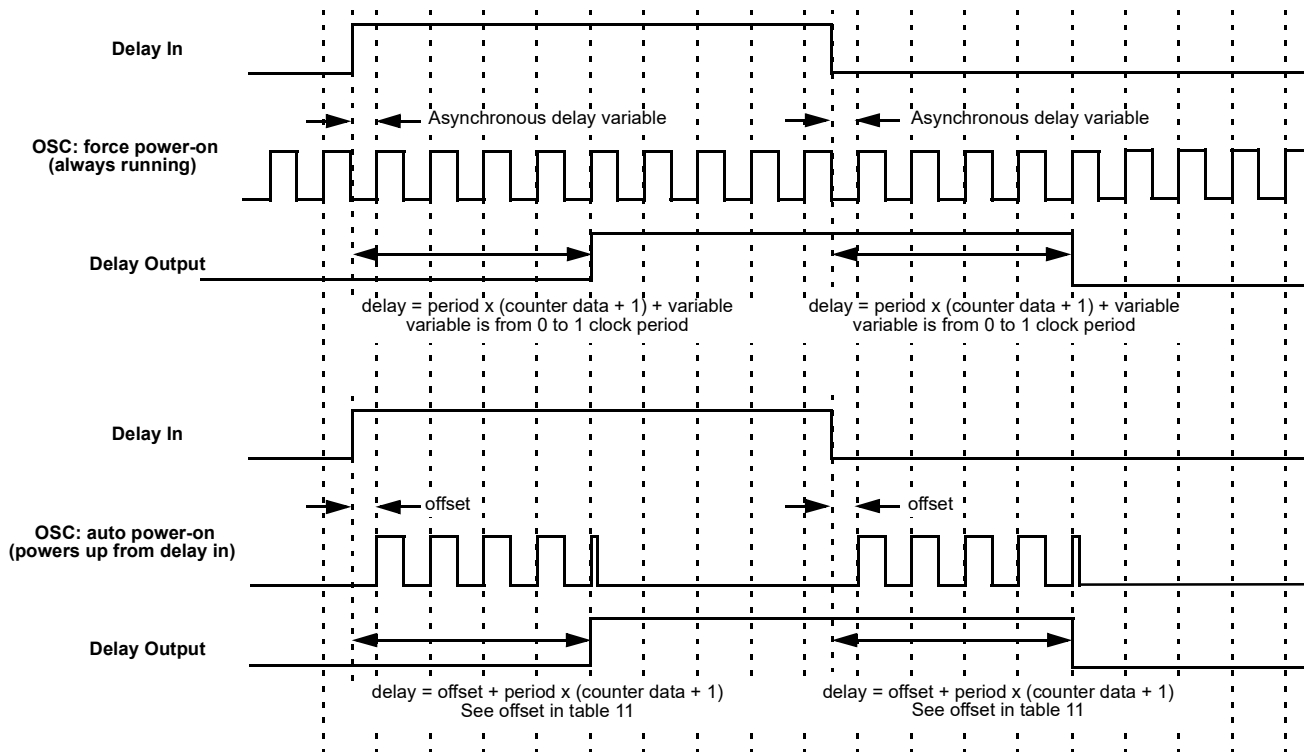 Delay In
Asynchronous delay variable
Asynchronous delay variable
OSC: force power-on
(always running)
Delay Output
delay = period x (counter data + 1) + variable
variable is from 0 to 1 clock period
delay = period x (counter data + 1) + variable
variable is from 0 to 1 clock period
Delay In
offset
offset
OSC: auto power-on
(powers up from delay in)
Delay Output
delay = offset + period x (counter data + 1)
See offset in table 11
delay = offset + period x (counter data + 1)
See offset in table 11